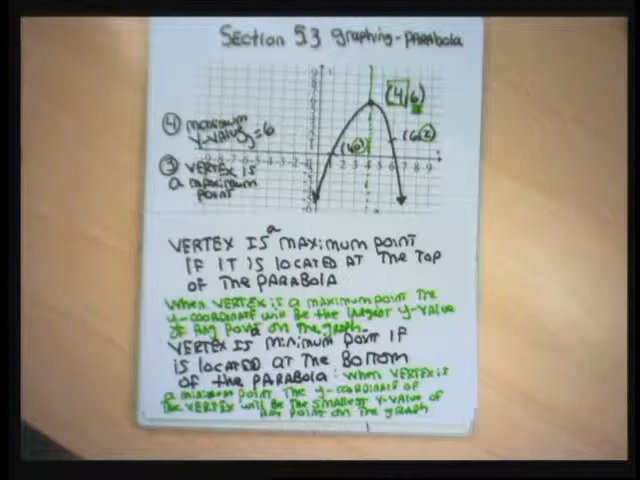 Section 5.3 graphing-PARABOLA
(4,6)
④ maximum
y-value = 6
(6,2)
③ VERTEX IS
a maximum
point
VERTEX IS a maximum point
IF IT IS LOCATED AT The TOP
OF The PARABOLA
When VERTEX is a maximum point The
y-coordinate will be the largest y-value
of any point on the graph.
VERTEX IS a minimum point IF
IS LOCATED AT The BOTTOM
OF the PARABOLA: when VERTEX is
a minimum point The y-coordinate of
The VERTEX will be the smallest y-value of
any point on the graph